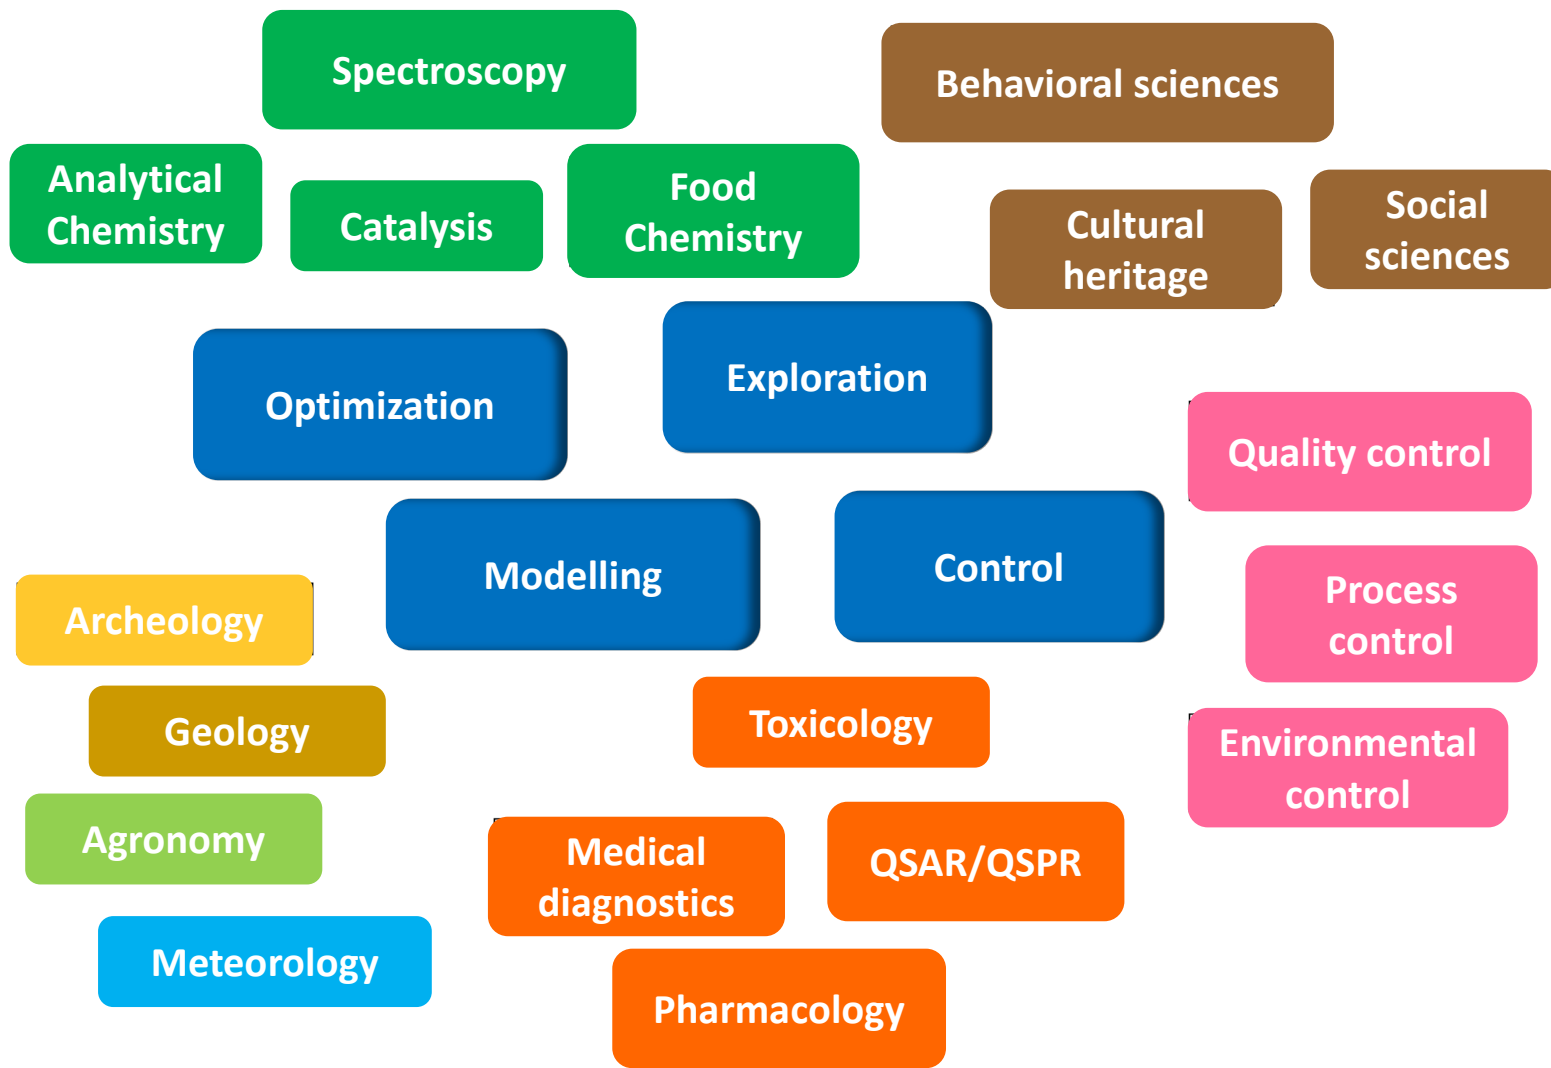 Spectroscopy
Behavioral sciences
Analytical
Chemistry
Catalysis
Food
Chemistry
Cultural
heritage
Social
sciences
Optimization
Exploration
Quality control
Modelling
Control
Process
control
Archeology
Geology
Toxicology
Environmental
control
Agronomy
Medical
diagnostics
QSAR/QSPR
Meteorology
Pharmacology